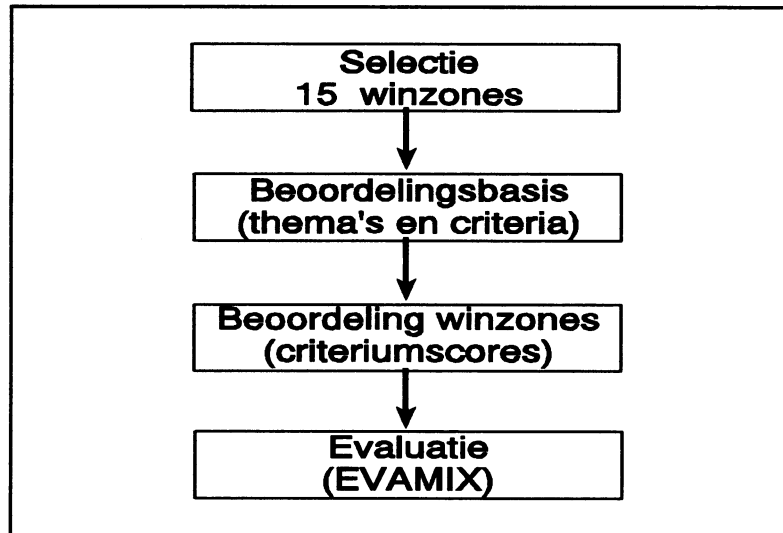 Selectie
15 winzones
Beoordelingsbasis
(thema's en criteria)
Beoordeling winzones
(criteriumscores)
Evaluatie
(EVAMIX)